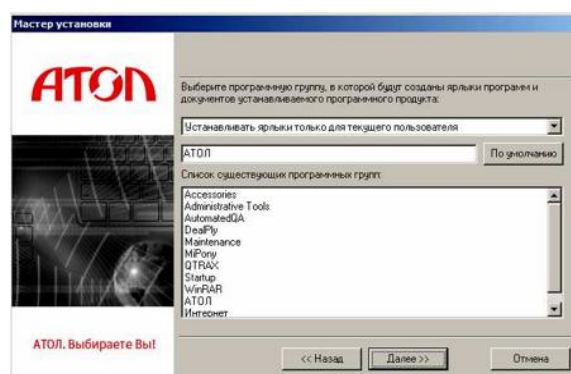 Мастер установки
АТОЛ
Выберите программную группу, в которой будут созданы ярлыки программ и
документов устанавливаемого программного продукта:
Устанавливать ярлыки только для текущего пользователя
АТОЛ
По умолчанию
Список существующих программных групп:
Accessories
Administrative Tools
AutomatedQA
DealPly
Maintenance
MiPony
QTRAX
Startup
WinRAR
АТОЛ
Интернет
АТОЛ. Выбираете Вы!
<< Назад
Далее >>
Отмена